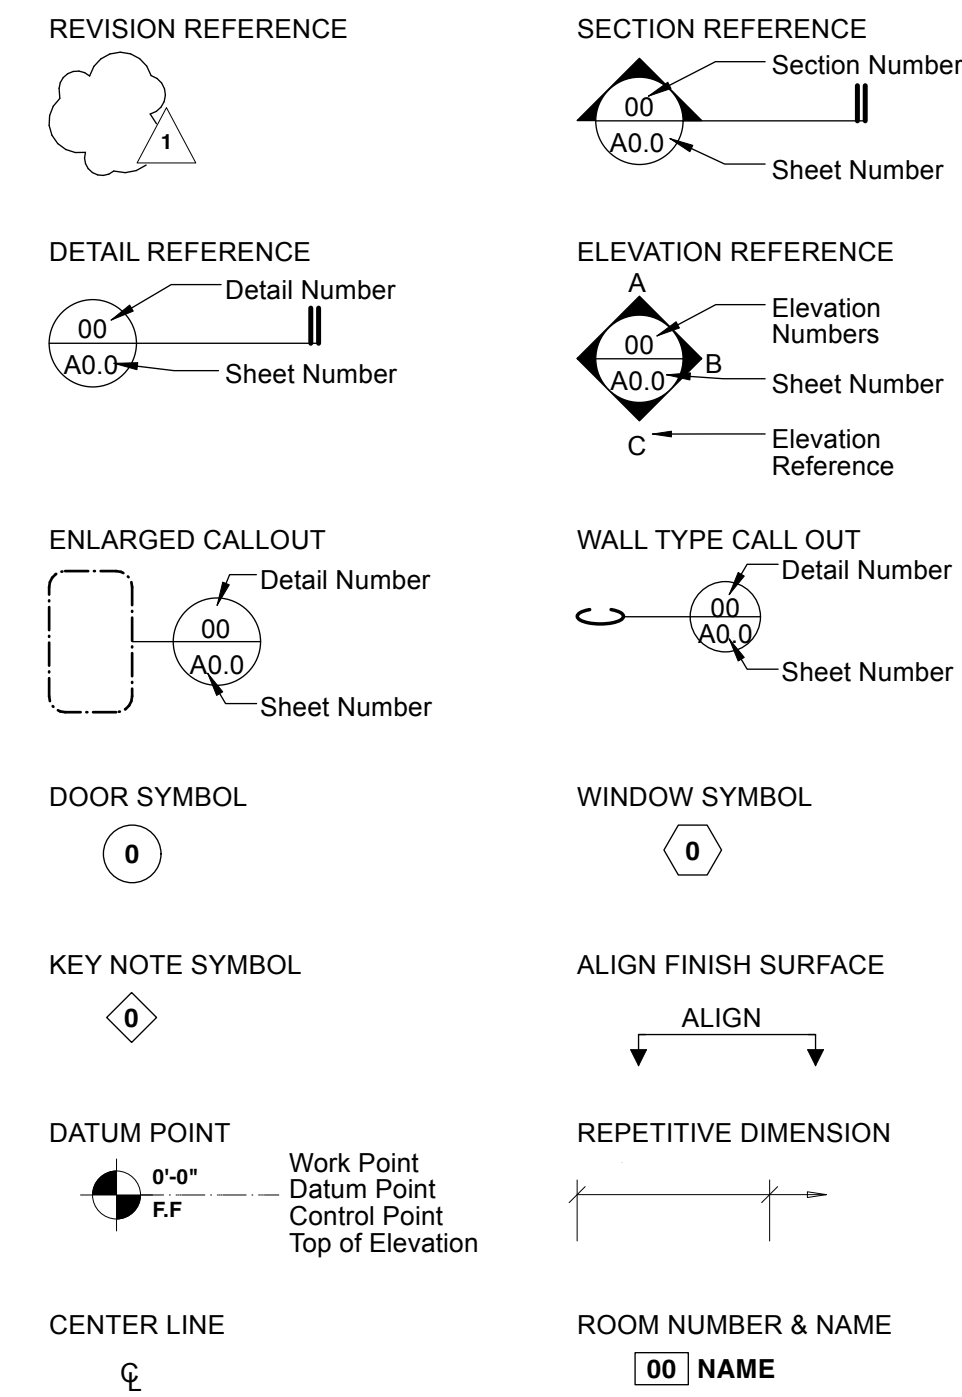 REVISION REFERENCE
1
SECTION REFERENCE
Section Number
00
A0.0
Sheet Number
DETAIL REFERENCE
Detail Number
00
A0.0
Sheet Number
ELEVATION REFERENCE
A
Elevation
Numbers
00
B
A0.0
Sheet Number
C
Elevation
Reference
ENLARGED CALLOUT
Detail Number
00
A0.0
Sheet Number
WALL TYPE CALL OUT
Detail Number
00
A0.0
Sheet Number
DOOR SYMBOL
0
WINDOW SYMBOL
0
KEY NOTE SYMBOL
0
ALIGN FINISH SURFACE
ALIGN
DATUM POINT
0'-0"
F.F
Work Point
Datum Point
Control Point
Top of Elevation
REPETITIVE DIMENSION
CENTER LINE
℄
ROOM NUMBER & NAME
00 NAME